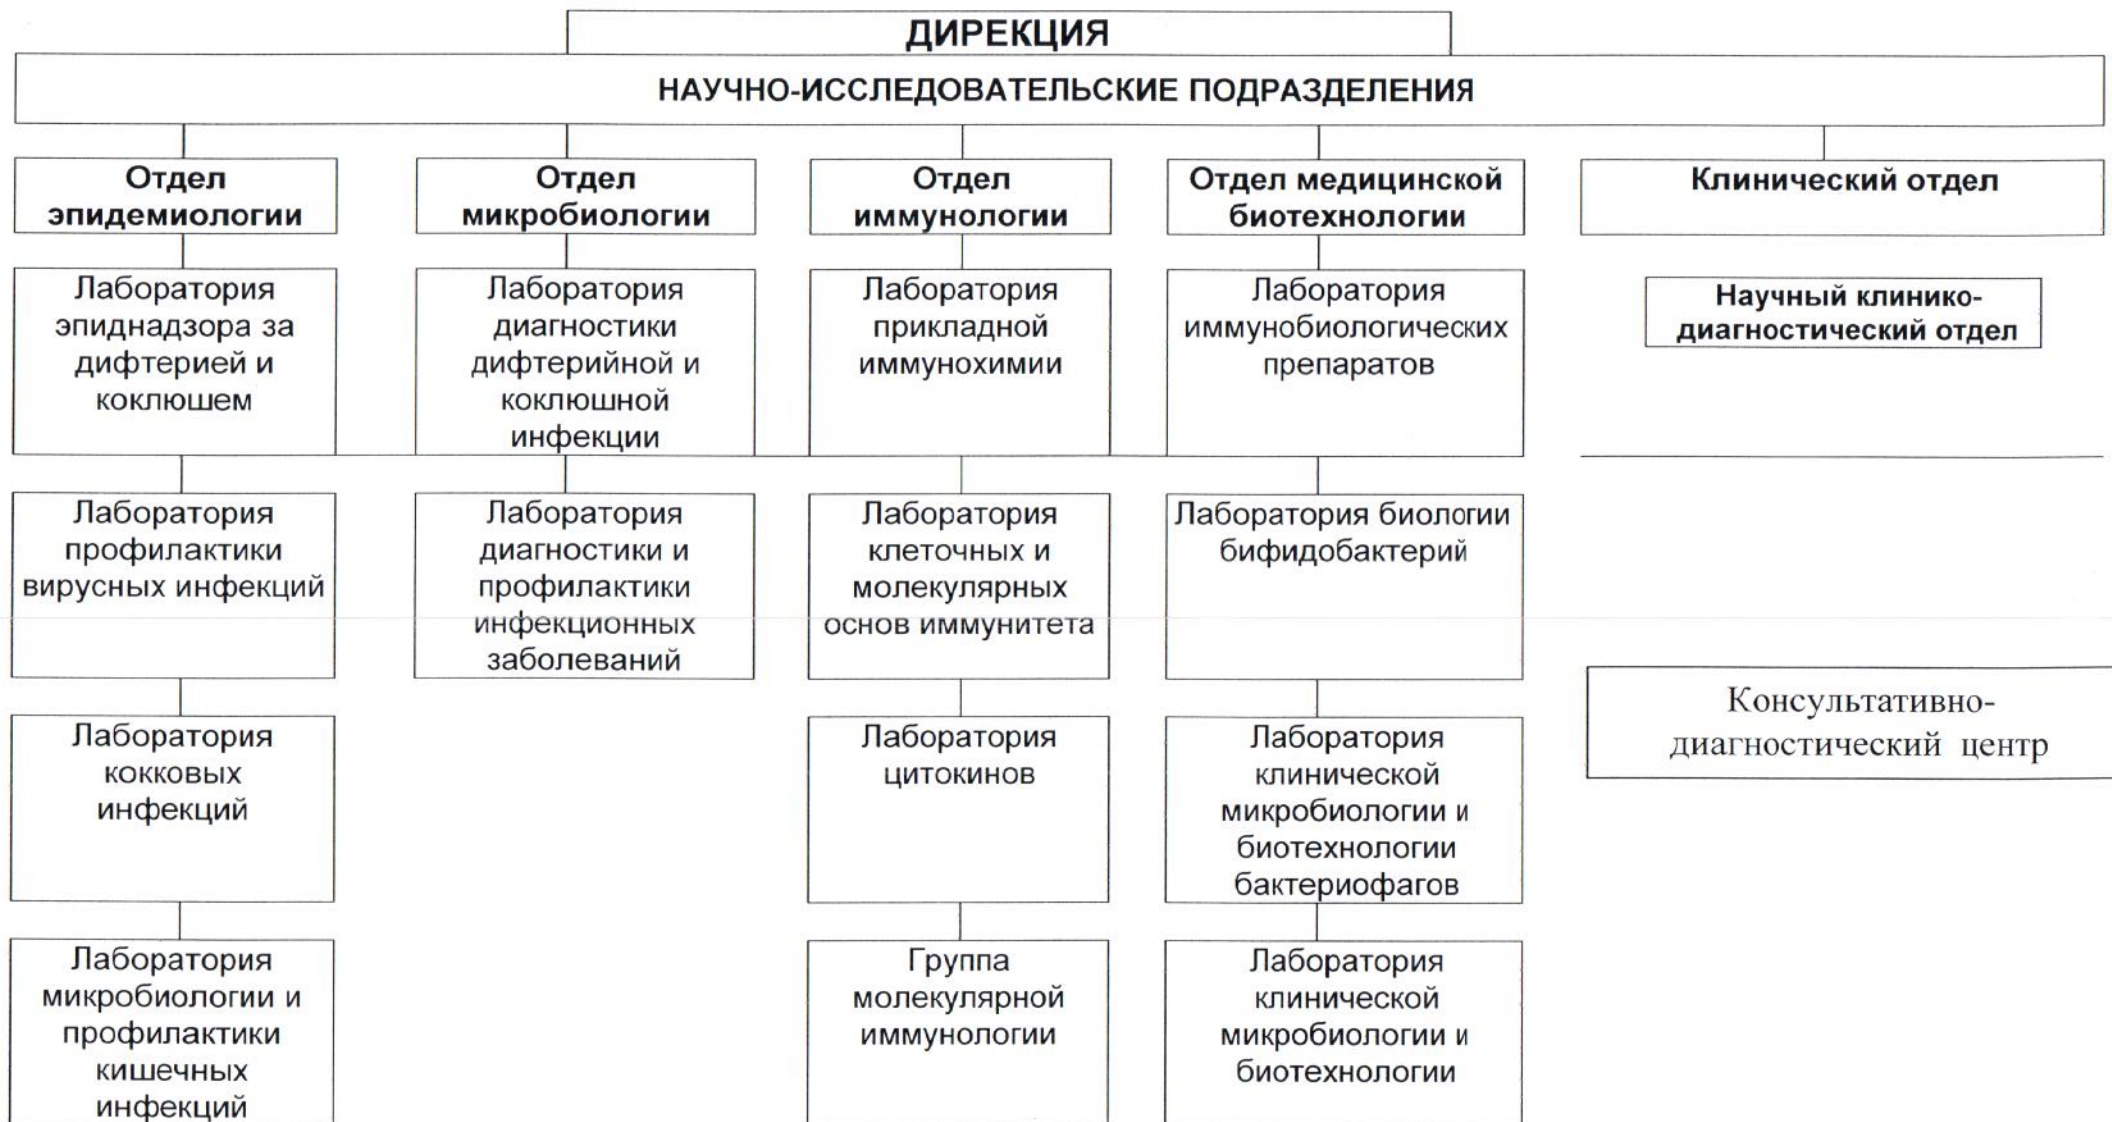 ДИРЕКЦИЯ
НАУЧНО-ИССЛЕДОВАТЕЛЬСКИЕ ПОДРАЗДЕЛЕНИЯ
Отдел
эпидемиологии
Лаборатория
эпиднадзора за
дифтерией и
коклюшем
Лаборатория
профилактики
вирусных инфекций
Лаборатория
кокковых
инфекций
Лаборатория
микробиологии и
профилактики
кишечных
инфекций
Отдел
микробиологии
Лаборатория
диагностики
дифтерийной и
коклюшной
инфекции
Лаборатория
диагностики и
профилактики
инфекционных
заболеваний
Отдел
иммунологии
Лаборатория
прикладной
иммунохимии
Лаборатория
клеточных и
молекулярных
основ иммунитета
Лаборатория
цитокинов
Группа
молекулярной
иммунологии
Отдел медицинской
биотехнологии
Лаборатория
иммунобиологических
препаратов
Лаборатория биологии
бифидобактерий
Лаборатория
клинической
микробиологии и
биотехнологии
бактериофагов
Лаборатория
клинической
микробиологии и
биотехнологии
Клинический отдел
Научный клинико-
диагностический отдел
Консультативно-
диагностический центр